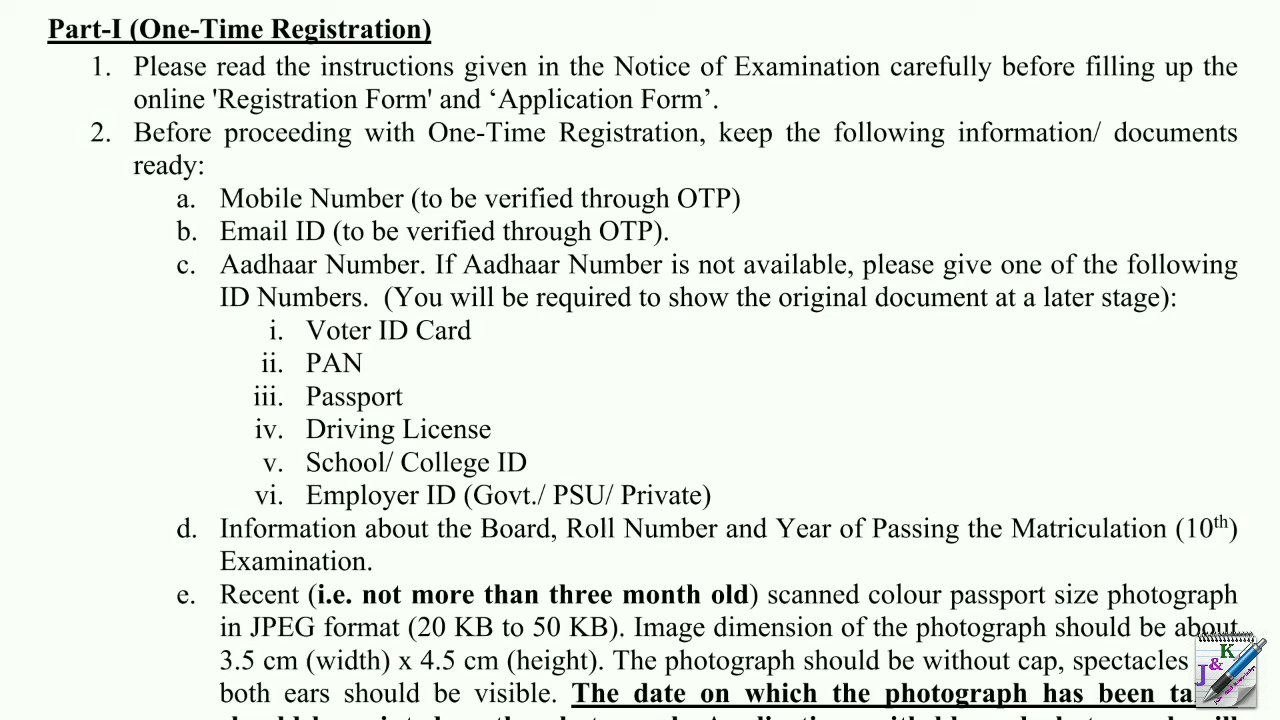 Part-I (One-Time Registration)
1. Please read the instructions given in the Notice of Examination carefully before filling up the
online 'Registration Form' and ‘Application Form’.
2. Before proceeding with One-Time Registration, keep the following information/ documents
ready:
a. Mobile Number (to be verified through OTP)
b. Email ID (to be verified through OTP).
c. Aadhaar Number. If Aadhaar Number is not available, please give one of the following
ID Numbers. (You will be required to show the original document at a later stage):
i. Voter ID Card
ii. PAN
iii. Passport
iv. Driving License
v. School/ College ID
vi. Employer ID (Govt./ PSU/ Private)
d. Information about the Board, Roll Number and Year of Passing the Matriculation (10th)
Examination.
e. Recent (i.e. not more than three month old) scanned colour passport size photograph
in JPEG format (20 KB to 50 KB). Image dimension of the photograph should be about
3.5 cm (width) x 4.5 cm (height). The photograph should be without cap, spectacles
both ears should be visible. The date on which the photograph has been ta
J&K